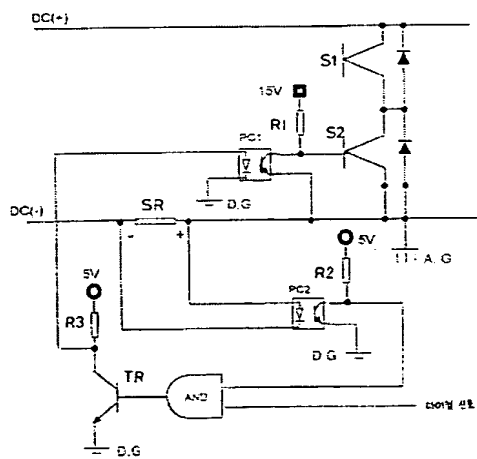 DC(+)
S1
15V
R1
PC1
S2
D.G
DC(-)
SR
-
+
5V
A.G
5V
PC2
R2
R3
D.G
TR
AND
D.G